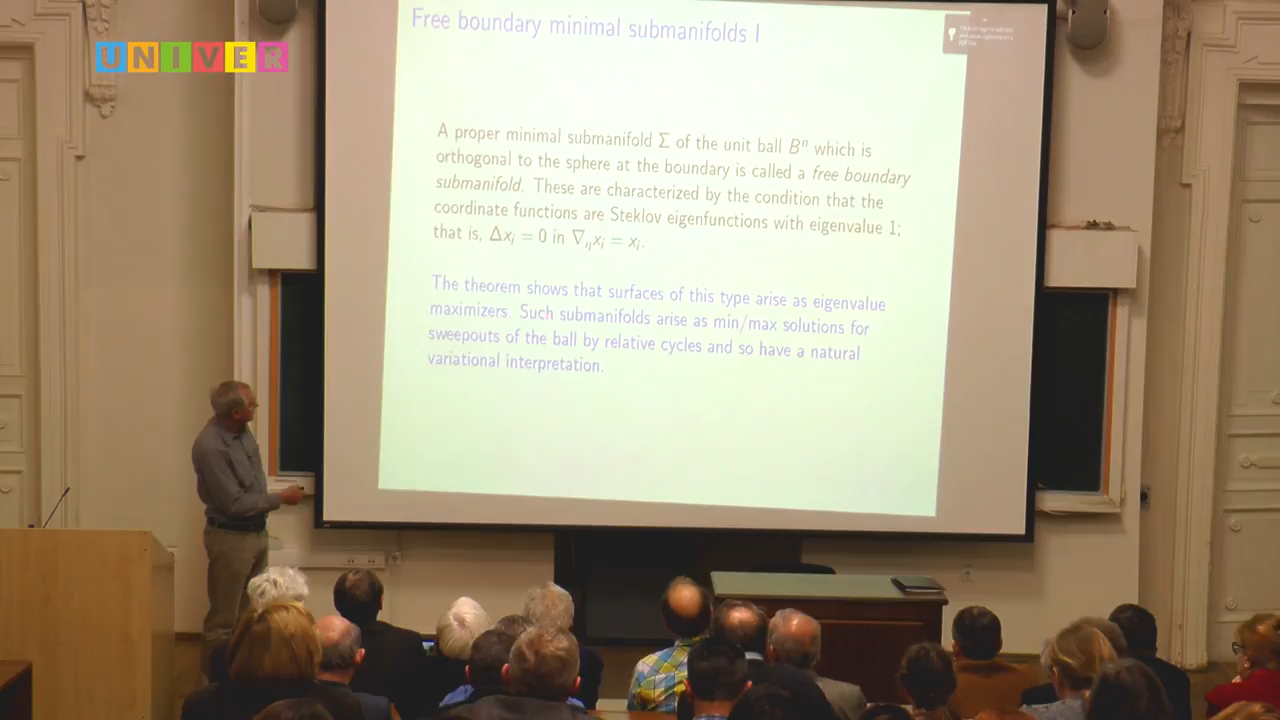 UNIVER
Free boundary minimal submanifolds I
A proper minimal submanifold Σ of the unit ball Bⁿ which is
orthogonal to the sphere at the boundary is called a free boundary
submanifold. These are characterized by the condition that the
coordinate functions are Steklov eigenfunctions with eigenvalue 1;
that is, Δxᵢ = 0 in ∇ηxᵢ = xᵢ.
The theorem shows that surfaces of this type arise as eigenvalue
maximizers. Such submanifolds arise as min/max solutions for
sweepouts of the ball by relative cycles and so have a natural
variational interpretation.